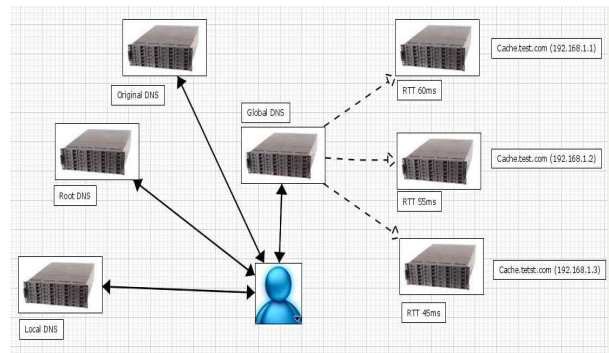 Cache.test.com (192.168.1.1)
RTT 60ms
Original DNS
Global DNS
Cache.test.com (192.168.1.2)
Root DNS
RTT 55ms
Cache.tetst.com (192.168.1.3)
RTT 45ms
Local DNS